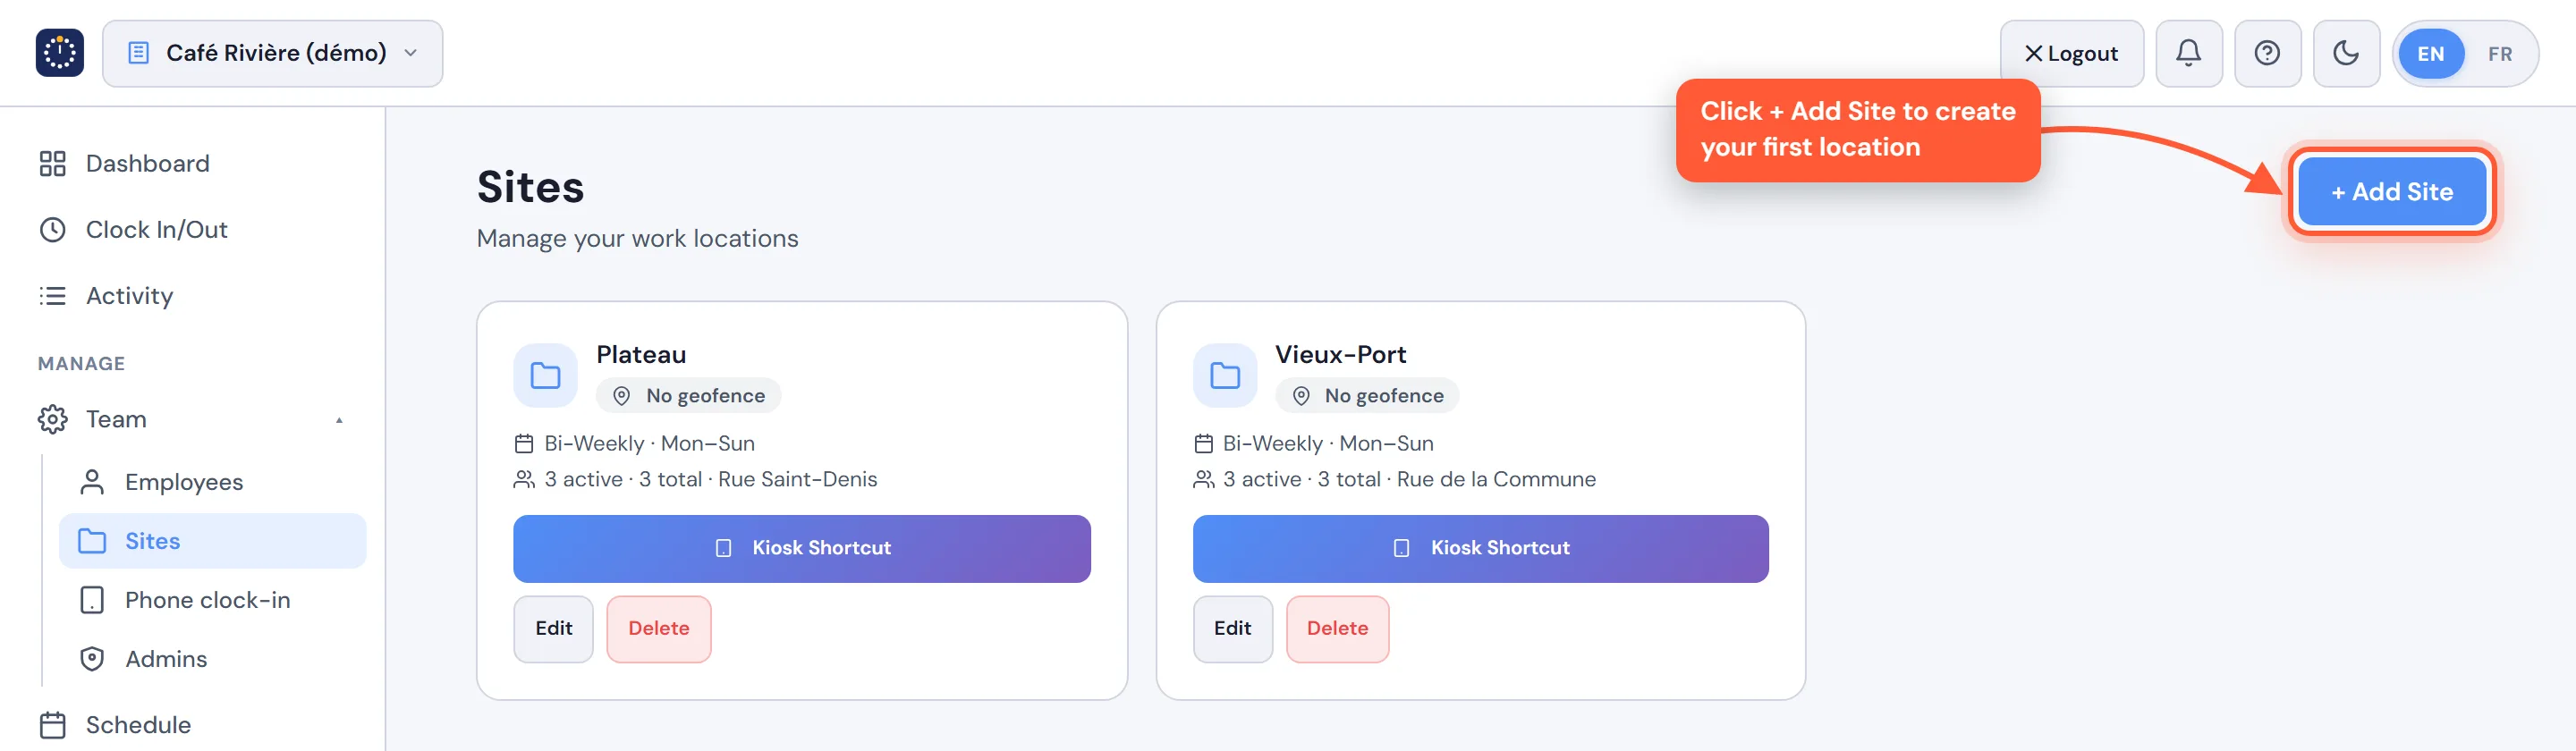 Café Rivière (démo)
Logout
EN
FR
Click + Add Site to create
your first location
+ Add Site
Dashboard
Clock In/Out
Activity
MANAGE
Team
Employees
Sites
Phone clock-in
Admins
Schedule
Sites
Manage your work locations
Plateau
No geofence
Bi-Weekly · Mon–Sun
3 active · 3 total · Rue Saint-Denis
Kiosk Shortcut
Edit
Delete
Vieux-Port
No geofence
Bi-Weekly · Mon–Sun
3 active · 3 total · Rue de la Commune
Kiosk Shortcut
Edit
Delete